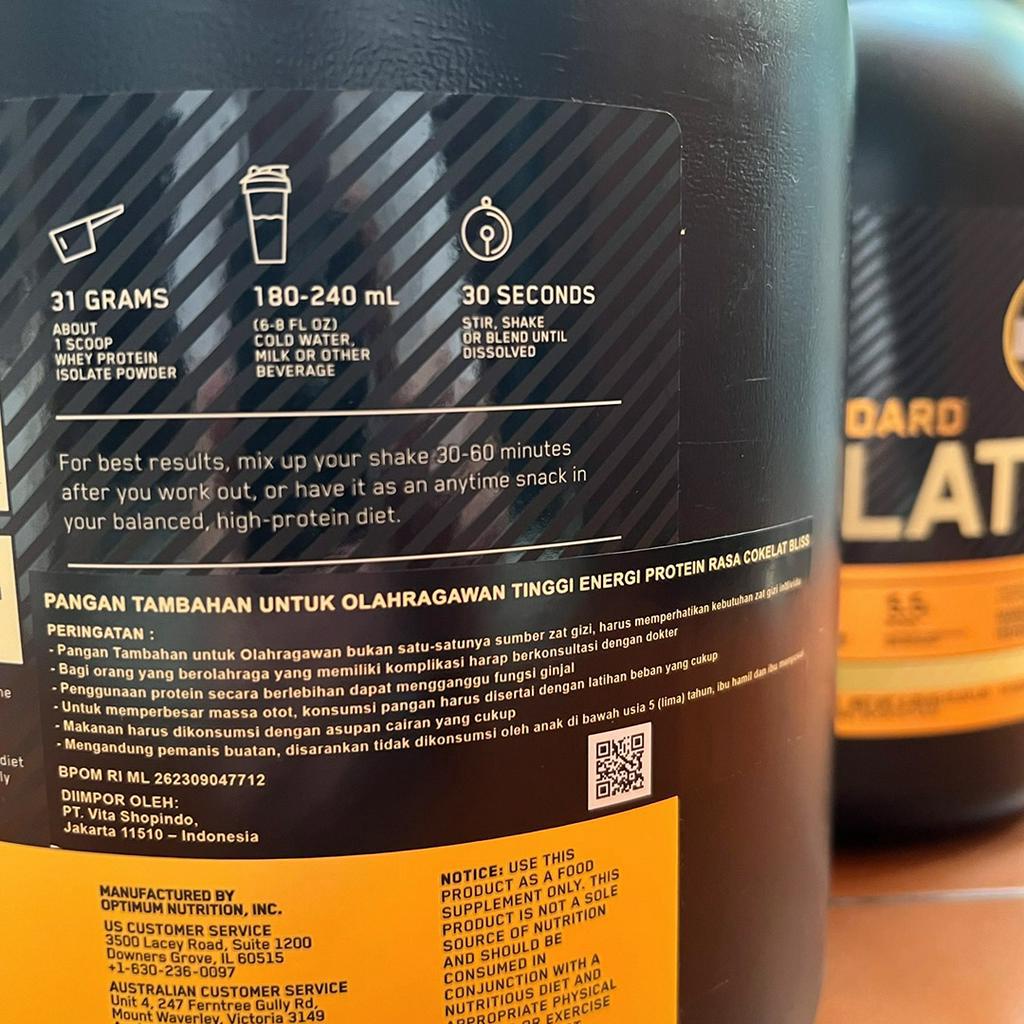 31 GRAMS
ABOUT
1 SCOOP
WHEY PROTEIN
ISOLATE POWDER
180-240 mL
(6-8 FL OZ)
COLD WATER,
MILK OR OTHER
BEVERAGE
30 SECONDS
STIR, SHAKE
OR BLEND UNTIL
DISSOLVED
For best results, mix up your shake 30-60 minutes
after you work out, or have it as an anytime snack in
your balanced, high-protein diet.
PANGAN TAMBAHAN UNTUK OLAHRAGAWAN TINGGI ENERGI PROTEIN RASA COKELAT BLISS
PERINGATAN :
- Pangan Tambahan untuk Olahragawan bukan satu-satunya sumber zat gizi, harus memperhatikan kebutuhan zat gizi individu
- Bagi orang yang berolahraga yang memiliki komplikasi harap berkonsultasi dengan dokter
- Penggunaan protein secara berlebihan dapat mengganggu fungsi ginjal
- Untuk memperbesar massa otot, konsumsi pangan harus disertai dengan latihan beban yang cukup
- Makanan harus dikonsumsi dengan asupan cairan yang cukup
- Mengandung pemanis buatan, disarankan tidak dikonsumsi oleh anak di bawah usia 5 (lima) tahun, ibu hamil dan ibu
BPOM RI ML 262309047712
DIIMPOR OLEH:
PT. Vita Shopindo,
Jakarta 11510 – Indonesia
MANUFACTURED BY
OPTIMUM NUTRITION, INC.
US CUSTOMER SERVICE
3500 Lacey Road, Suite 1200
Downers Grove, IL 60515
+1-630-236-0097
AUSTRALIAN CUSTOMER SERVICE
Unit 4, 247 Ferntree Gully Rd,
Mount Waverley, Victoria 3149
NOTICE: USE THIS
PRODUCT AS A FOOD
SUPPLEMENT ONLY. THIS
PRODUCT IS NOT A SOLE
SOURCE OF NUTRITION
AND SHOULD BE
CONSUMED IN
CONJUNCTION WITH A
NUTRITIOUS DIET AND
APPROPRIATE PHYSICAL
OR EXERCISE
diet
DARD
LAT
5.5